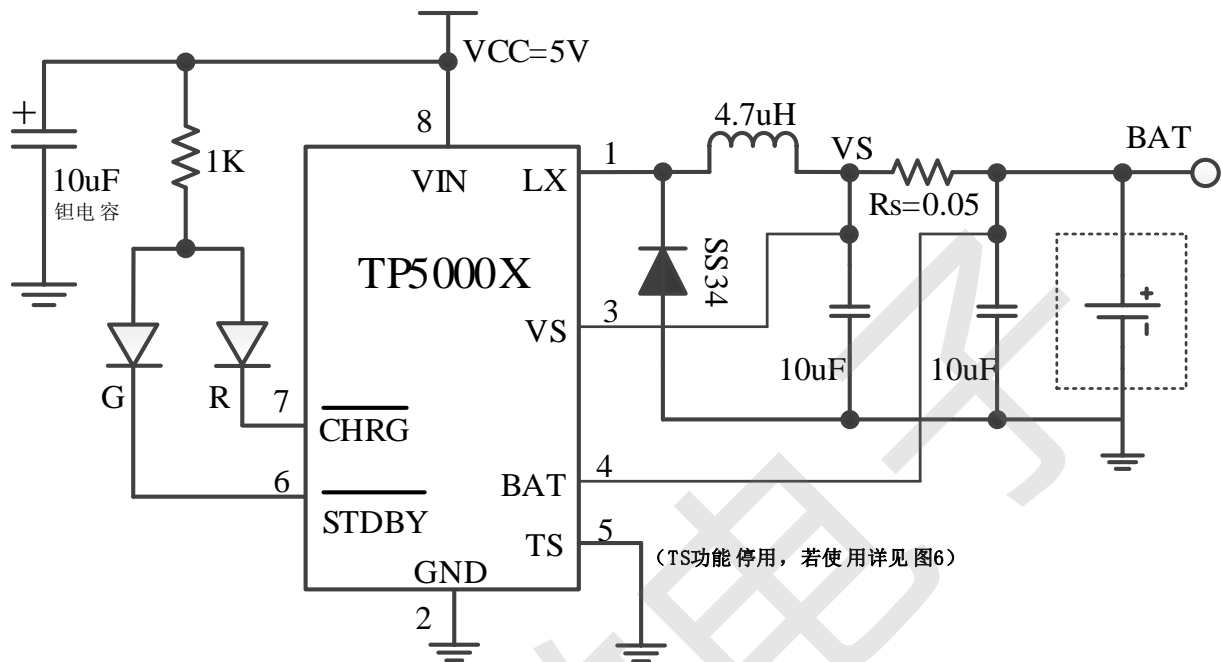 VCC=5V
+
10uF
钽电容
1K
8
VIN
1
LX
4.7uH
VS
Rs=0.05
BAT
TP5000X
SS34
3
VS
10uF
10uF
+
-
G
R
7
CHRG
6
STDBY
4
BAT
5
TS
(TS功能停用,若使用详见图6)
GND
2
电子